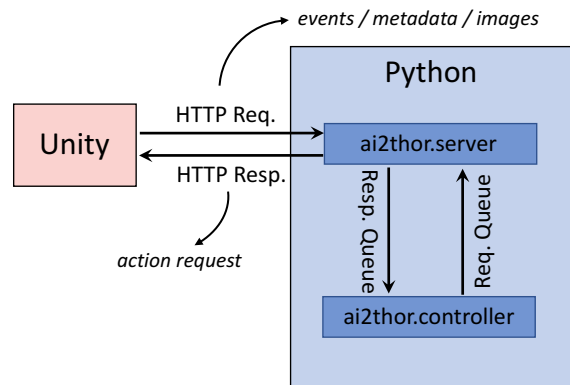 events / metadata / images
Python
HTTP Req.
Unity
ai2thor.server
HTTP Resp.
Resp. Queue
Req. Queue
action request
ai2thor.controller